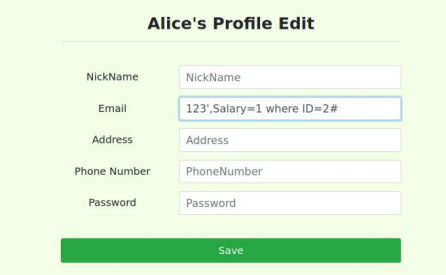 Alice's Profile Edit
NickName NickName
Email 123',Salary=1 where ID=2#
Address Address
Phone Number PhoneNumber
Password Password
Save